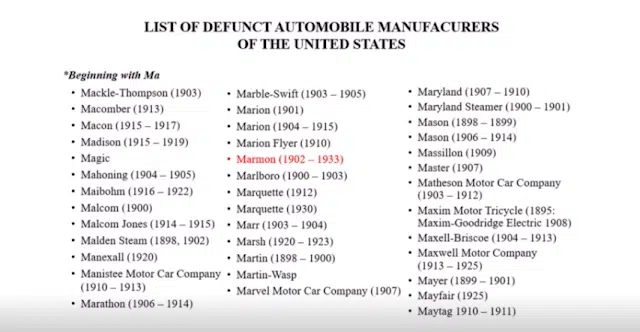 LIST OF DEFUNCT AUTOMOBILE MANUFACURERS
OF THE UNITED STATES
*Beginning with Ma
• Mackle-Thompson (1903)
• Macomber (1913)
• Macon (1915 – 1917)
• Madison (1915 – 1919)
• Magic
• Mahoning (1904 – 1905)
• Maibohm (1916 – 1922)
• Malcom (1900)
• Malcom Jones (1914 – 1915)
• Malden Steam (1898, 1902)
• Manexall (1920)
• Manistee Motor Car Company
(1910 – 1913)
• Marathon (1906 – 1914)
• Marble-Swift (1903 – 1905)
• Marion (1901)
• Marion (1904 – 1915)
• Marion Flyer (1910)
• Marmon (1902 – 1933)
• Marlboro (1900 – 1903)
• Marquette (1912)
• Marquette (1930)
• Marr (1903 – 1904)
• Marsh (1920 – 1923)
• Martin (1898 – 1900)
• Martin-Wasp
• Marvel Motor Car Company (1907)
• Maryland (1907 – 1910)
• Maryland Steamer (1900 – 1901)
• Mason (1898 – 1899)
• Mason (1906 – 1914)
• Massillon (1909)
• Master (1907)
• Matheson Motor Car Company
(1903 – 1912)
• Maxim Motor Tricycle (1895:
Maxim-Goodridge Electric 1908)
• Maxell-Briscoe (1904 – 1913)
• Maxwell Motor Company
(1913 – 1925)
• Mayer (1899 – 1901)
• Mayfair (1925)
• Maytag 1910 – 1911)